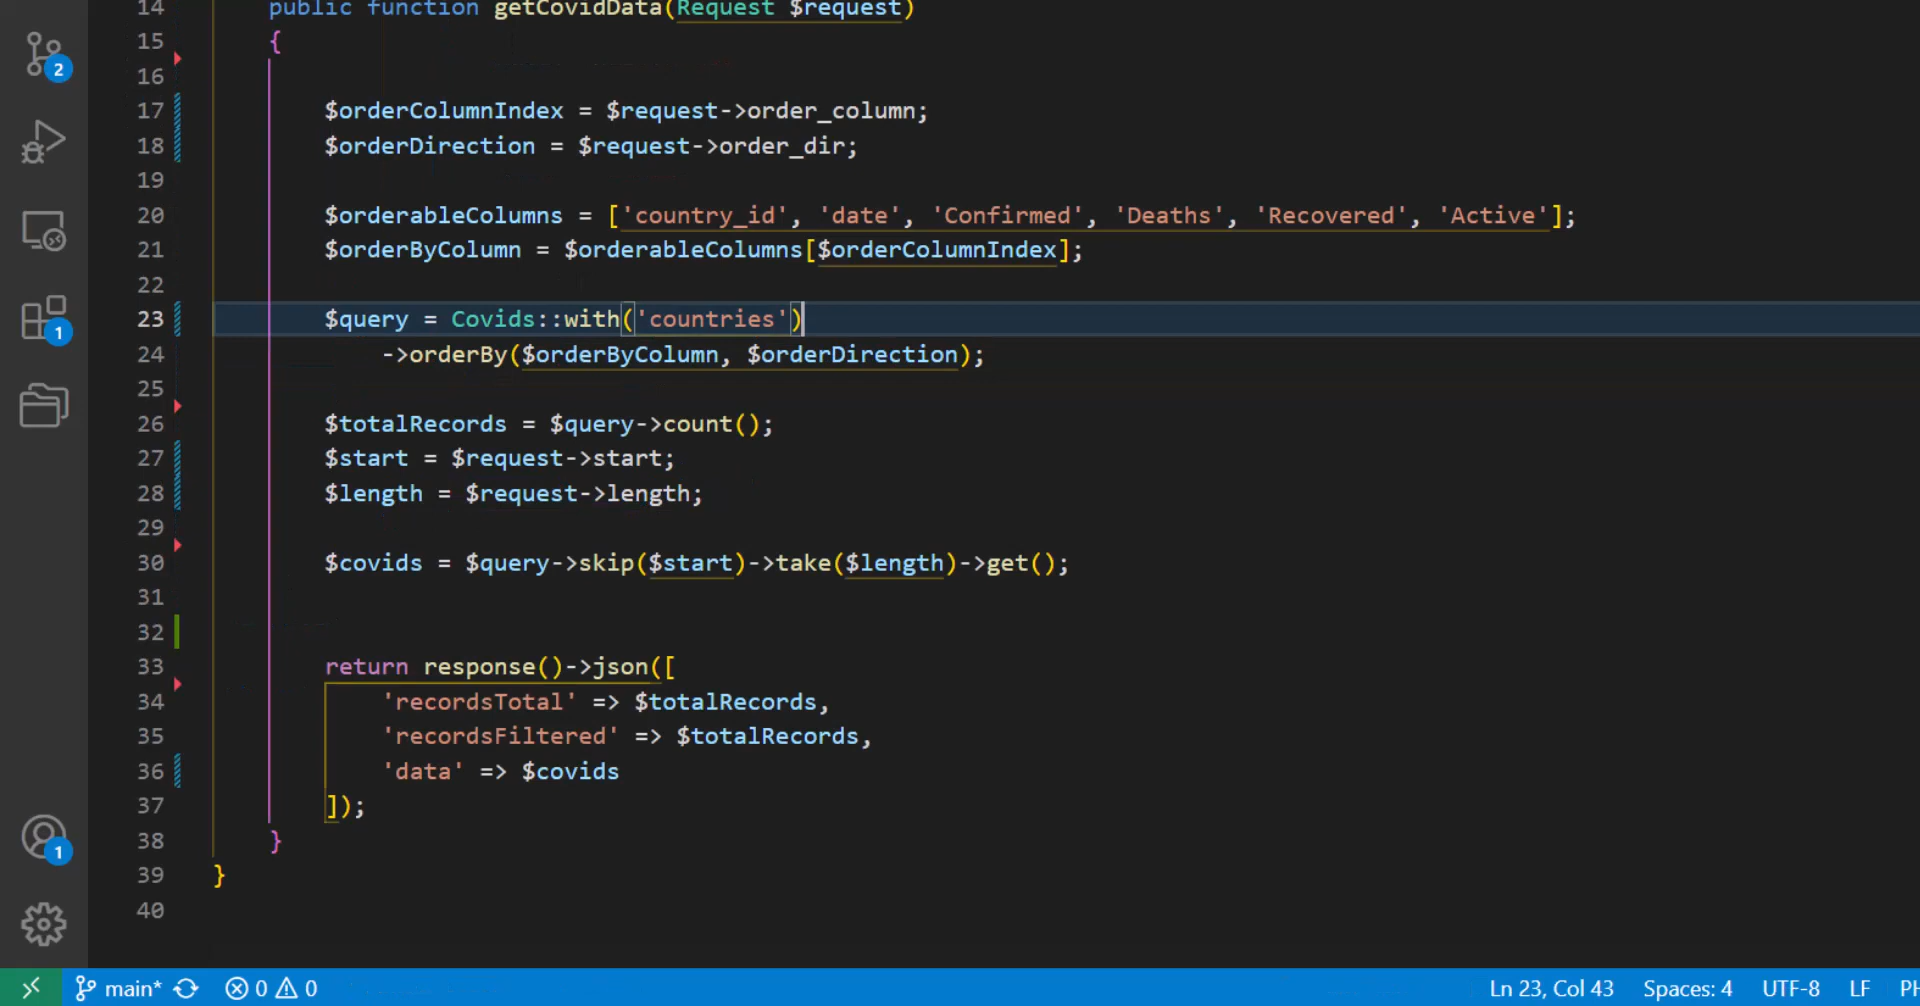 14 public function getCovidData(Request $request)
15 {
16
17 $orderColumnIndex = $request->order_column;
18 $orderDirection = $request->order_dir;
19
20 $orderableColumns = ['country_id', 'date', 'Confirmed', 'Deaths', 'Recovered', 'Active'];
21 $orderByColumn = $orderableColumns[$orderColumnIndex];
22
23 $query = Covids::with('countries')
24 ->orderBy($orderByColumn, $orderDirection);
25
26 $totalRecords = $query->count();
27 $start = $request->start;
28 $length = $request->length;
29
30 $covids = $query->skip($start)->take($length)->get();
31
32
33 return response()->json([
34 'recordsTotal' => $totalRecords,
35 'recordsFiltered' => $totalRecords,
36 'data' => $covids
37 ]);
38 }
39 }
40
2
1
1
main* 0 0 Ln 23, Col 43 Spaces: 4 UTF-8 LF PH